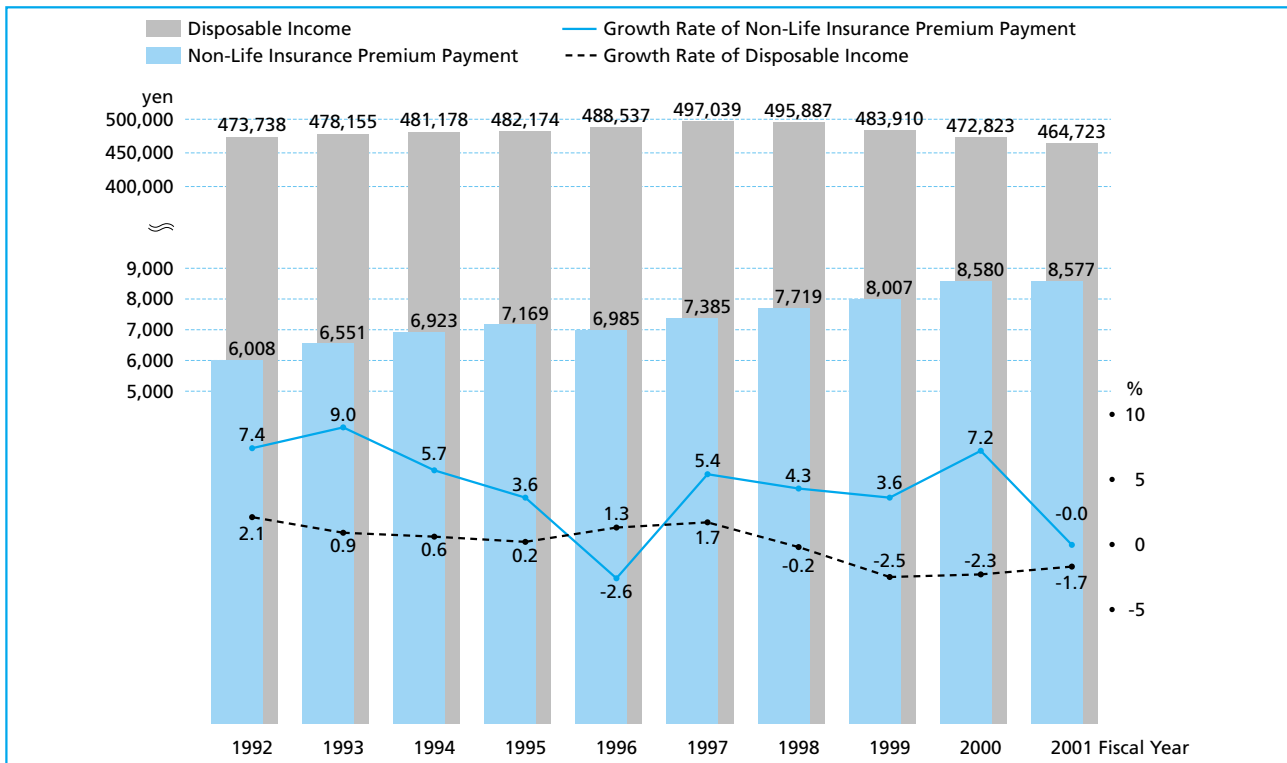 Disposable Income
Growth Rate of Non-Life Insurance Premium Payment
Non-Life Insurance Premium Payment
Growth Rate of Disposable Income
yen
500,000
450,000
400,000
9,000
8,000
7,000
6,000
5,000
473,738 478,155 481,178 482,174 488,537 497,039 495,887 483,910 472,823 464,723
6,008 6,551 6,923 7,169 6,985 7,385 7,719 8,007 8,580 8,577
%
10
5
0
-5
7.4 9.0 5.7 3.6 -2.6 5.4 4.3 3.6 7.2 -0.0
2.1 0.9 0.6 0.2 1.3 1.7 -0.2 -2.5 -2.3 -1.7
1992 1993 1994 1995 1996 1997 1998 1999 2000 2001 Fiscal Year